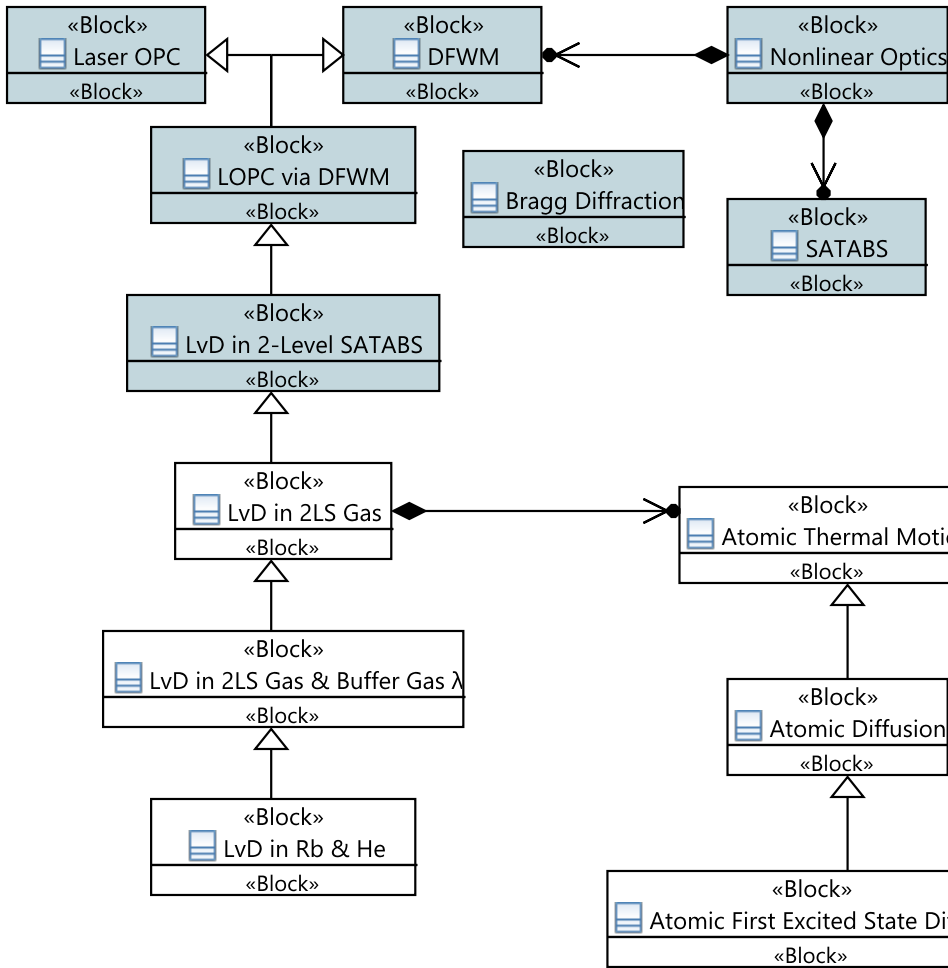 «Block»
Laser OPC
«Block»
«Block»
DFWM
«Block»
«Block»
Nonlinear Optics
«Block»
«Block»
LOPC via DFWM
«Block»
«Block»
Bragg Diffraction
«Block»
«Block»
SATABS
«Block»
«Block»
LvD in 2-Level SATABS
«Block»
«Block»
LvD in 2LS Gas
«Block»
«Block»
Atomic Thermal Motic
«Block»
«Block»
LvD in 2LS Gas & Buffer Gas λ
«Block»
«Block»
Atomic Diffusion
«Block»
«Block»
LvD in Rb & He
«Block»
«Block»
Atomic First Excited State Di
«Block»